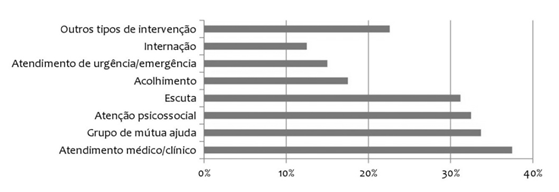 Outros tipos de intervenção
Internação
Atendimento de urgência/emergência
Acolhimento
Escuta
Atenção psicossocial
Grupo de mútua ajuda
Atendimento médico/clínico
0% 10% 20% 30% 40%